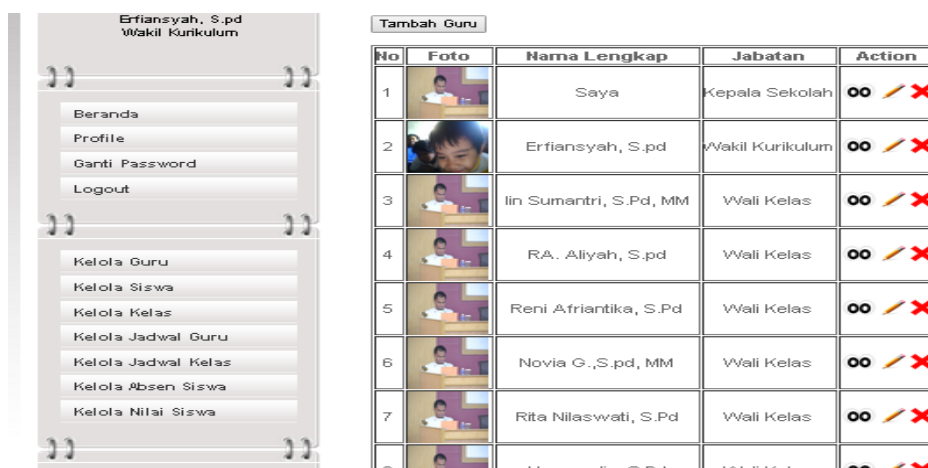 Erfiansyah, S.pd
Wakil Kurikulum
Beranda
Profile
Ganti Password
Logout
Kelola Guru
Kelola Siswa
Kelola Kelas
Kelola Jadwal Guru
Kelola Jadwal Kelas
Kelola Absen Siswa
Kelola Nilai Siswa
Tambah Guru
No Foto Nama Lengkap Jabatan Action
1 Saya Kepala Sekolah
2 Erfiansyah, S.pd Wakil Kurikulum
3 Iin Sumantri, S.Pd, MM Wali Kelas
4 RA. Aliyah, S.pd Wali Kelas
5 Reni Afriantika, S.Pd Wali Kelas
6 Novia G.,S.pd, MM Wali Kelas
7 Rita Nilaswati, S.Pd Wali Kelas